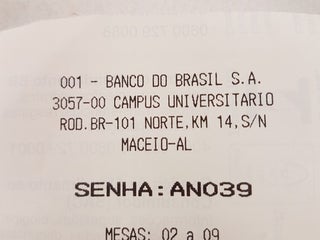 001 - BANCO DO BRASIL S.A.
3057-00 CAMPUS UNIVERSITARIO
ROD.BR-101 NORTE,KM 14,S/N
MACEIO-AL
SENHA:AN039
MESAS: 02 a 09